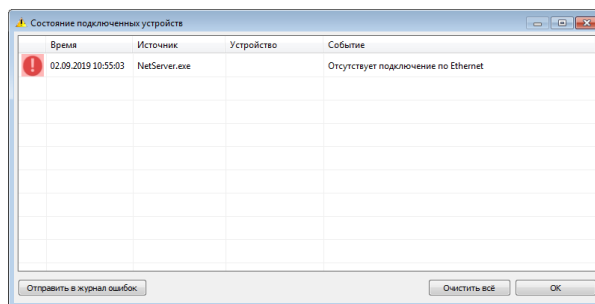 Состояние подключенных устройств
Время Источник Устройство Событие
02.09.2019 10:55:03 NetServer.exe Отсутствует подключение по Ethernet
Отправить в журнал ошибок Очистить всё OK